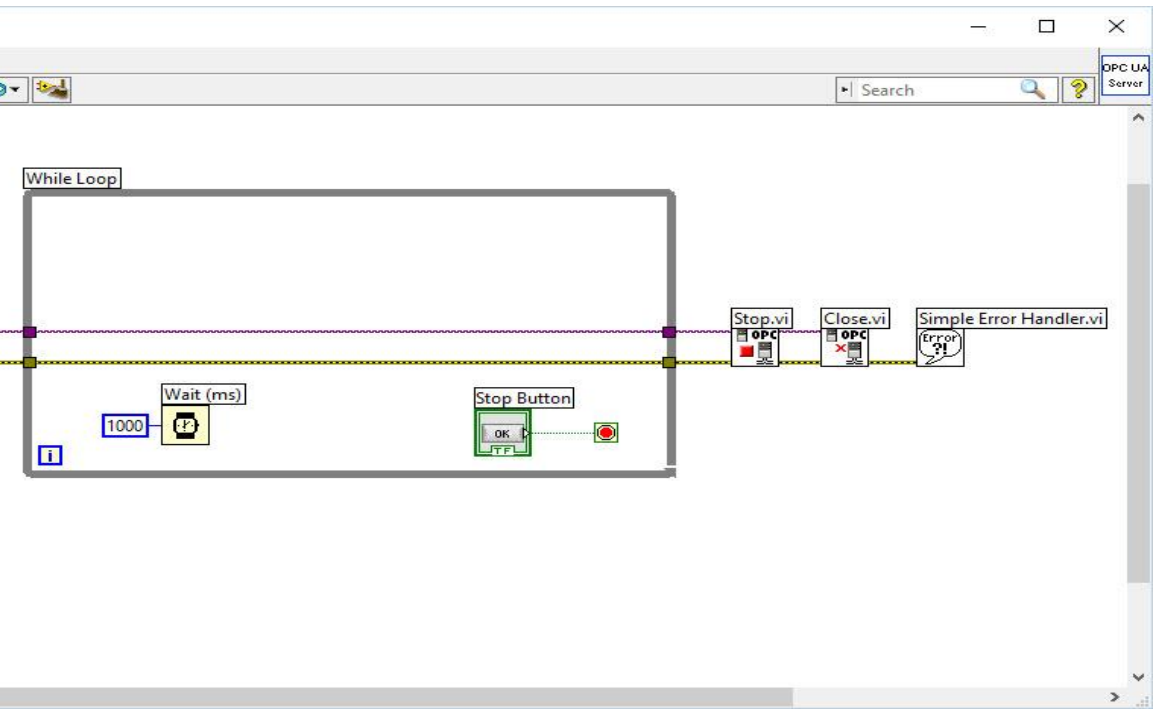 OPC UA
Server
Search
While Loop
Stop.vi
Close.vi
Simple Error Handler.vi
OPC
OPC
Error
?!
Wait (ms)
Stop Button
1000
OK
TF
i